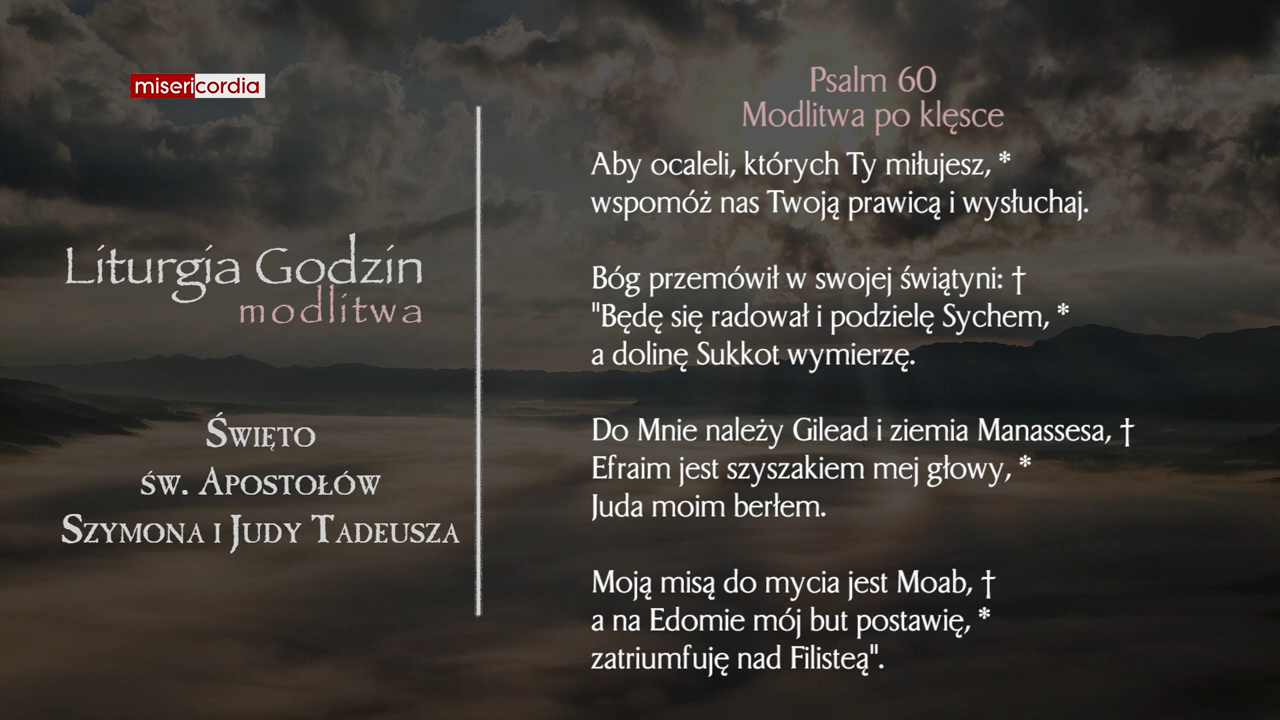 misericordia
Liturgia Godzin
modlitwa
Święto
św. Apostołów
Szymona i Judy Tadeusza
Psalm 60
Modlitwa po klęsce
Aby ocaleli, których Ty miłujesz, *
wspomóż nas Twoją prawicą i wysłuchaj.
Bóg przemówił w swojej świątyni: †
"Będę się radował i podzielę Sychem, *
a dolinę Sukkot wymierzę.
Do Mnie należy Gilead i ziemia Manassesa, †
Efraim jest szyszakiem mej głowy, *
Juda moim berłem.
Moją misą do mycia jest Moab, †
a na Edomie mój but postawię, *
zatriumfuję nad Filisteą".